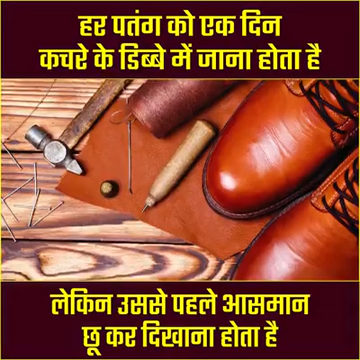 हर पतंग को एक दिन
कचरे के डिब्बे में जाना होता है
लेकिन उससे पहले आसमान
छू कर दिखाना होता है